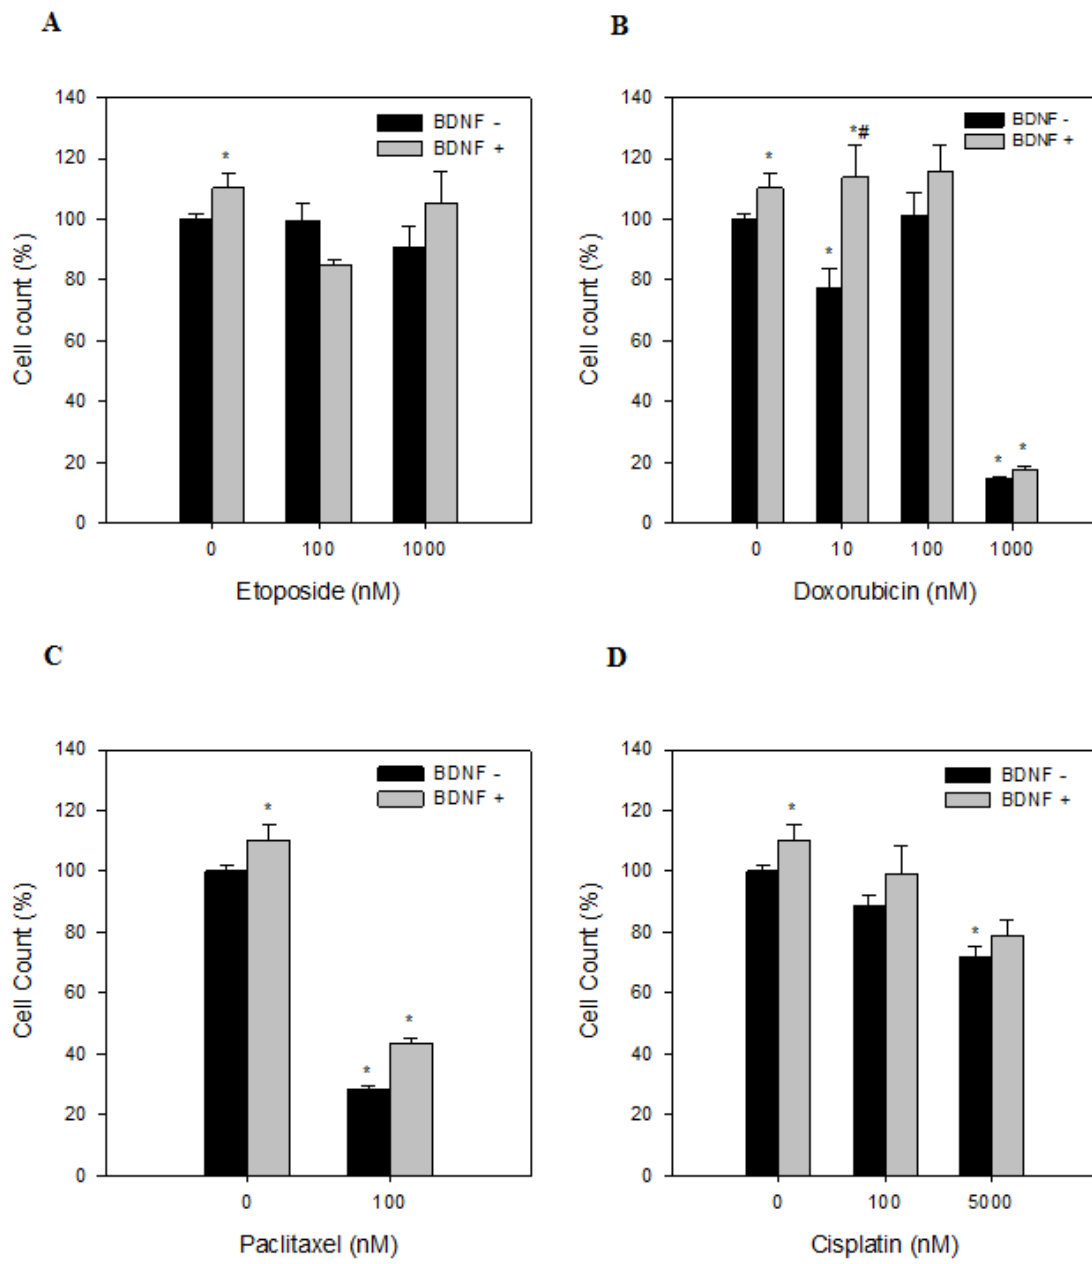 A
140
120
100
80
60
40
20
0
Cell count (%)
BDNF -
BDNF +
*
0 100 1000
Etoposide (nM)
B
140
120
100
80
60
40
20
0
Cell count (%)
BDNF -
BDNF +
*
*
*#
*
*
0 10 100 1000
Doxorubicin (nM)
C
140
120
100
80
60
40
20
0
Cell Count (%)
BDNF -
BDNF +
*
*
*
0 100
Paclitaxel (nM)
D
140
120
100
80
60
40
20
0
Cell Count (%)
BDNF -
BDNF +
*
*
0 100 5000
Cisplatin (nM)